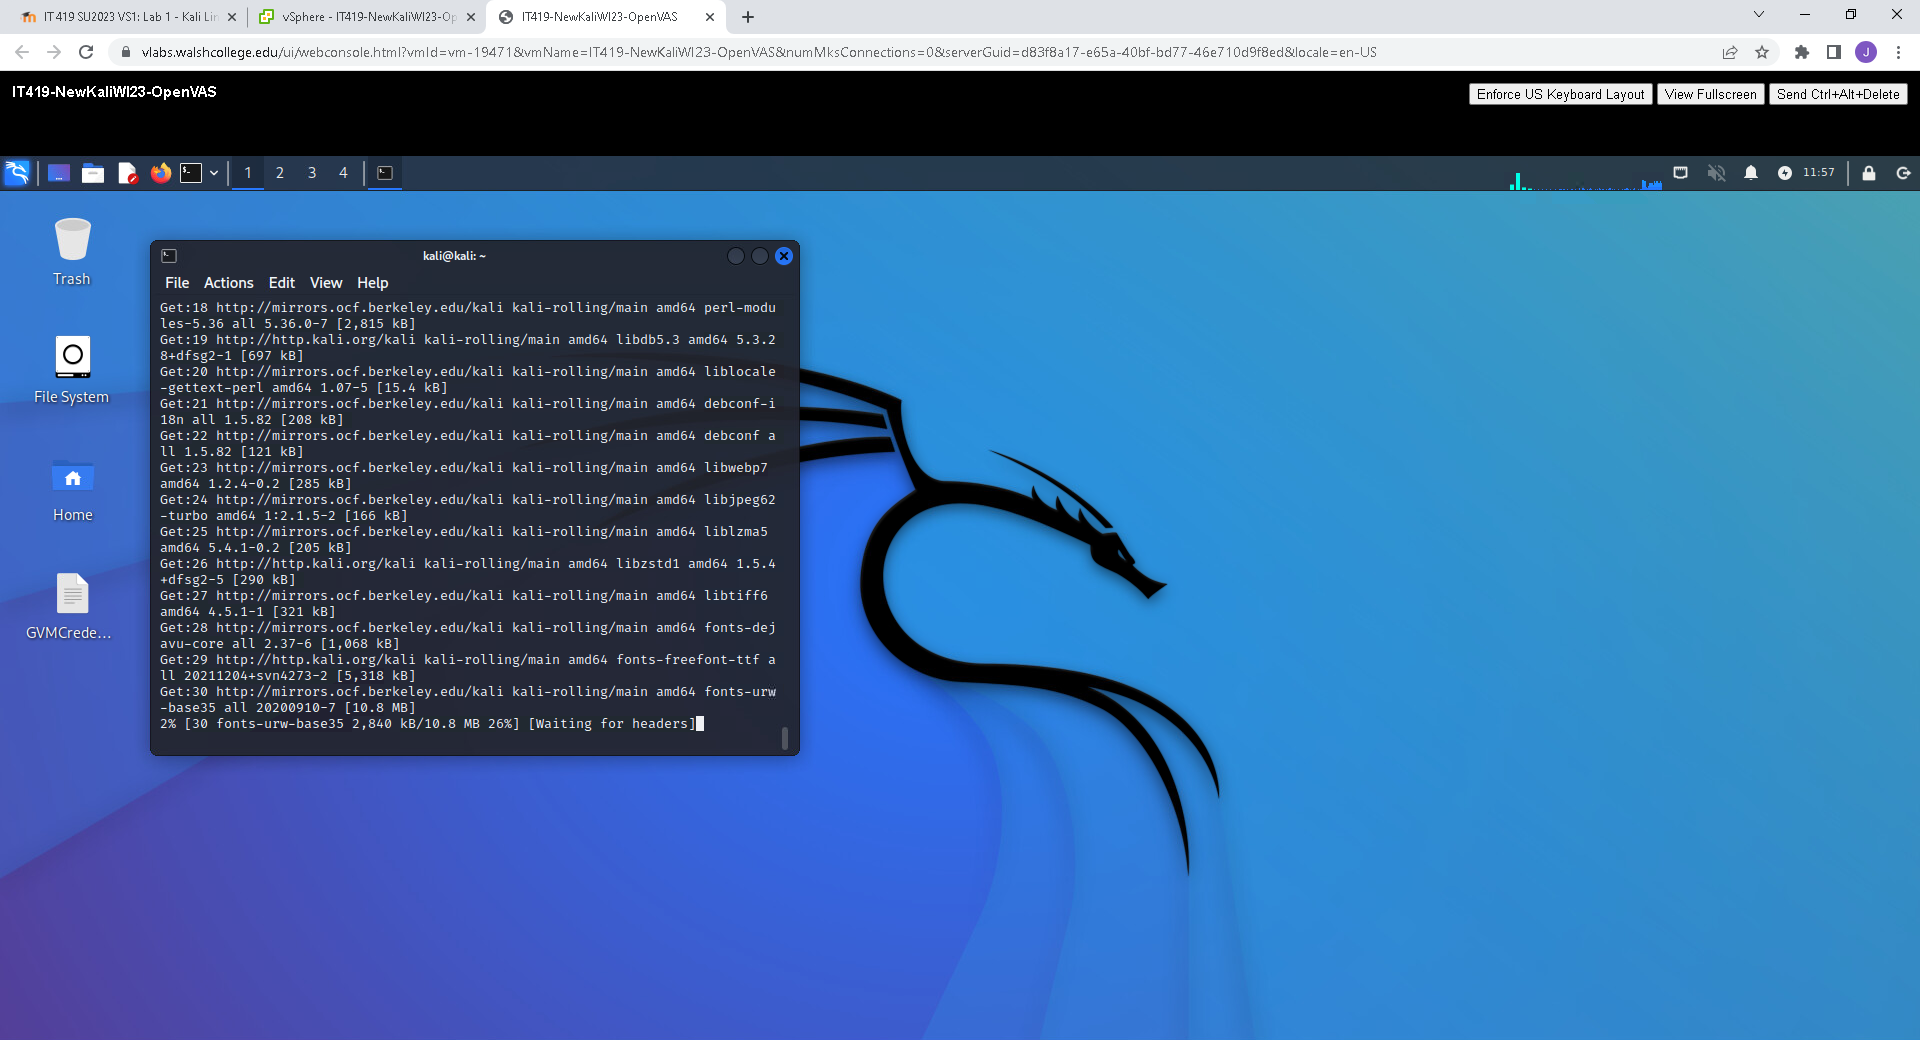 IT419 SU2023 VS1: Lab 1 - Kali Lin
vSphere - IT419-NewKaliWI23-Op
IT419-NewKaliWI23-OpenVAS
vlabs.walshcollege.edu/ui/webconsole.html?vmId=vm-19471&vmName=IT419-NewKaliWI23-OpenVAS&numMksConnections=0&serverGuid=d83f8a17-e65a-40bf-bd77-46e710d9f8ed&locale=en-US
J
IT419-NewKaliWI23-OpenVAS
Enforce US Keyboard Layout
View Fullscreen
Send Ctrl+Alt+Delete
1 2 3 4
11:57
Trash
File System
Home
GVMCrede...
kali@kali: ~
File Actions Edit View Help
Get:18 http://mirrors.ocf.berkeley.edu/kali kali-rolling/main amd64 perl-modu
les-5.36 all 5.36.0-7 [2,815 kB]
Get:19 http://http.kali.org/kali kali-rolling/main amd64 libdb5.3 amd64 5.3.2
8+dfsg2-1 [697 kB]
Get:20 http://mirrors.ocf.berkeley.edu/kali kali-rolling/main amd64 liblocale
-gettext-perl amd64 1.07-5 [15.4 kB]
Get:21 http://mirrors.ocf.berkeley.edu/kali kali-rolling/main amd64 debconf-i
18n all 1.5.82 [208 kB]
Get:22 http://mirrors.ocf.berkeley.edu/kali kali-rolling/main amd64 debconf a
ll 1.5.82 [121 kB]
Get:23 http://mirrors.ocf.berkeley.edu/kali kali-rolling/main amd64 libwebp7
amd64 1.2.4-0.2 [285 kB]
Get:24 http://mirrors.ocf.berkeley.edu/kali kali-rolling/main amd64 libjpeg62
-turbo amd64 1:2.1.5-2 [166 kB]
Get:25 http://mirrors.ocf.berkeley.edu/kali kali-rolling/main amd64 liblzma5
amd64 5.4.1-0.2 [205 kB]
Get:26 http://http.kali.org/kali kali-rolling/main amd64 libzstd1 amd64 1.5.4
+dfsg2-5 [290 kB]
Get:27 http://mirrors.ocf.berkeley.edu/kali kali-rolling/main amd64 libtiff6
amd64 4.5.1-1 [321 kB]
Get:28 http://mirrors.ocf.berkeley.edu/kali kali-rolling/main amd64 fonts-dej
avu-core all 2.37-6 [1,068 kB]
Get:29 http://http.kali.org/kali kali-rolling/main amd64 fonts-freefont-ttf a
ll 20211204+svn4273-2 [5,318 kB]
Get:30 http://mirrors.ocf.berkeley.edu/kali kali-rolling/main amd64 fonts-urw
-base35 all 20200910-7 [10.8 MB]
2% [30 fonts-urw-base35 2,840 kB/10.8 MB 26%] [Waiting for headers]